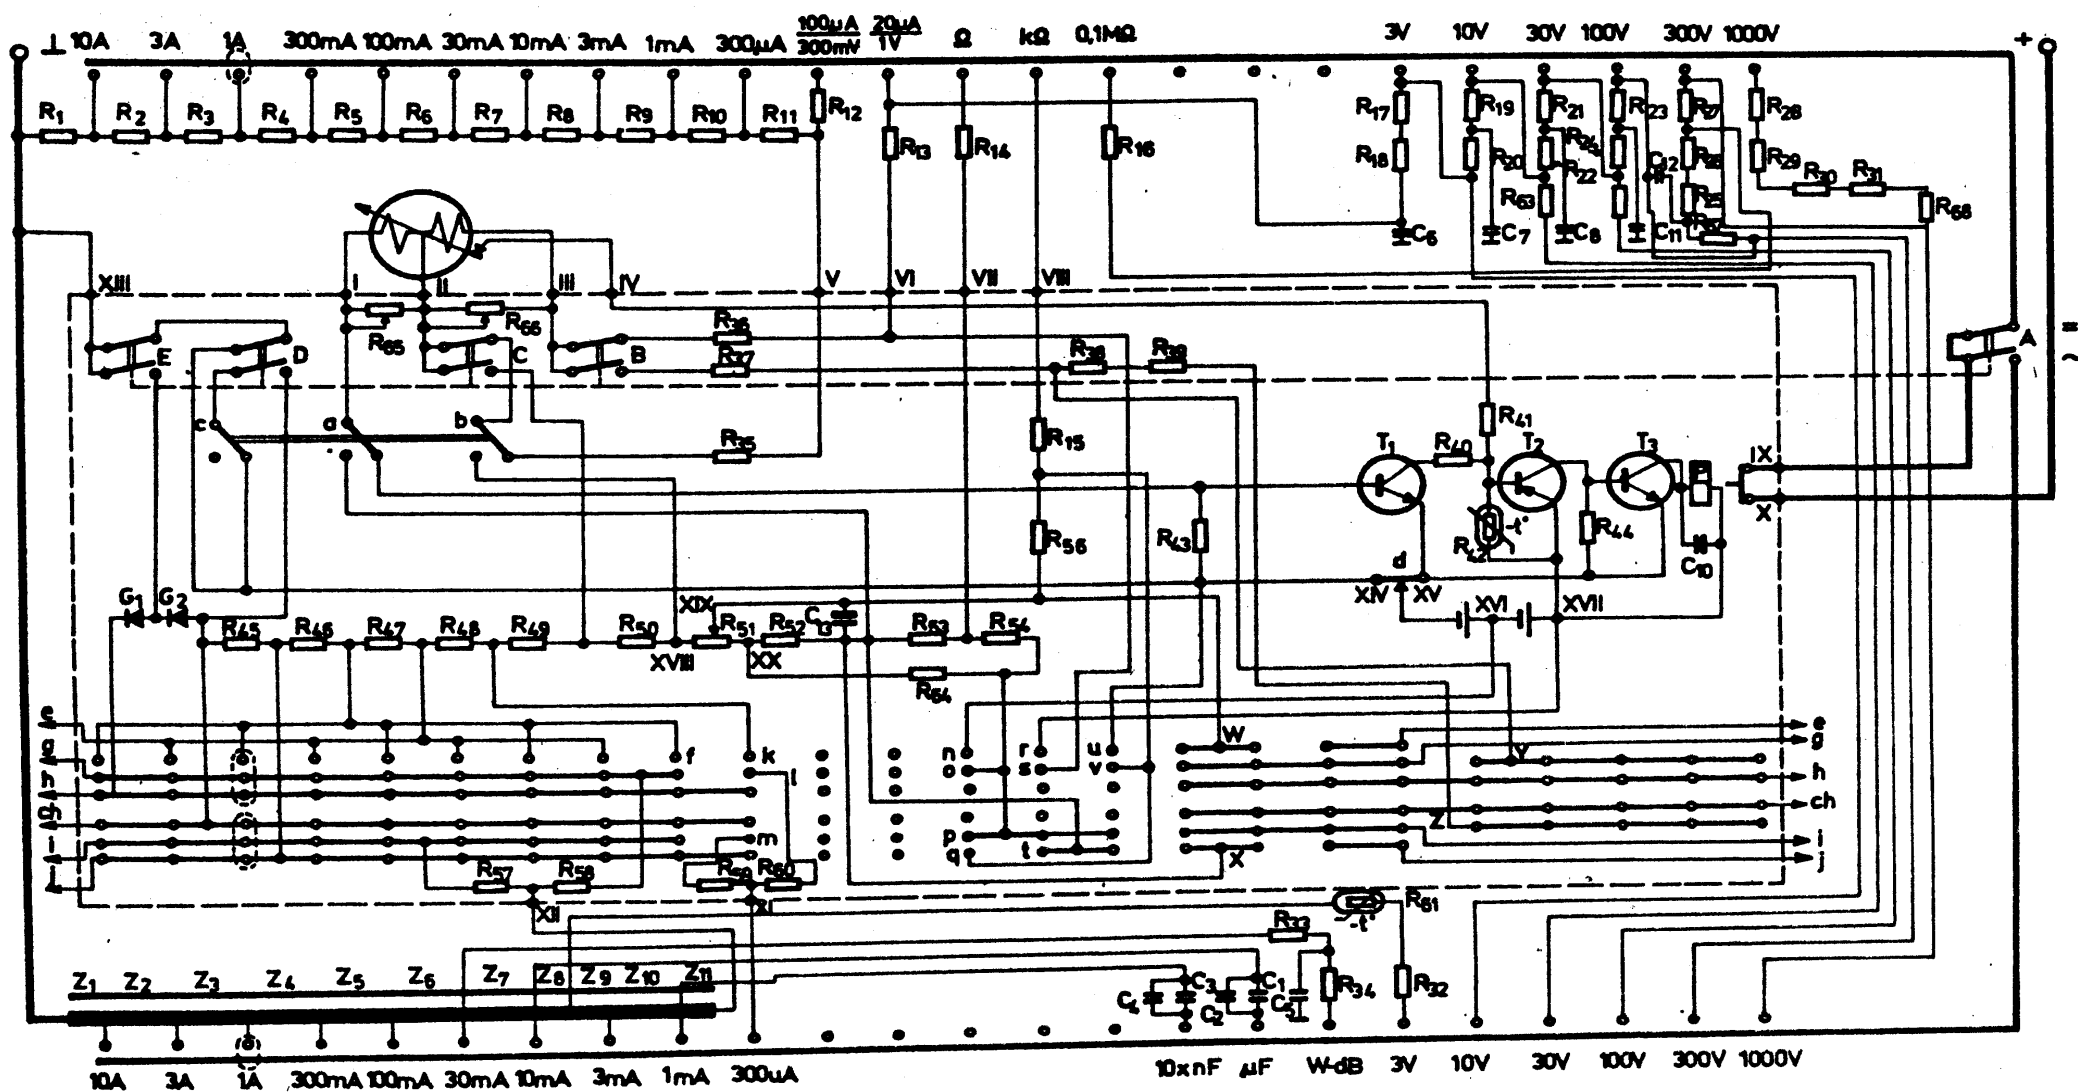 ⊥ 10A 3A 1A 300mA 100mA 30mA 10mA 3mA 1mA 300µA 100µA/300mV 20µA/1V Ω kΩ 0,1MΩ 3V 10V 30V 100V 300V 1000V +
R1 R2 R3 R4 R5 R6 R7 R8 R9 R10 R11 R12 R13 R14 R16
R17 R19 R21 R23 R27 R28
R18 R20 R24 R22 C12 R26 R29 R30 R31
R63 R25 R68
C6 C7 C8 C11
XIII I II III IV V VI VII VIII
R65 R66 R36 R37 R38 R39
E D C B A = ~
c a b R35 R15 R41
T1 R40 T2 T3 IX
X
R56 R43 R42 -t° R44 C10
d XIV XV XVI XVII
G1 G2 XIX
R45 R46 R47 R48 R49 R50 R51 R52 C13 R53 R54
XVIII XX
R64
e g h ch i j
f k l m
n o p q
r s t
u v
W X Y Z
e
g
h
ch
i
j
R57 R58 R59 R60
XII XI
R61 -t°
R33
Z1 Z2 Z3 Z4 Z5 Z6 Z7 Z8 Z9 Z10 Z11
C4 C3 C2 C1 C5 R34 R32
10A 3A 1A 300mA 100mA 30mA 10mA 3mA 1mA 300uA 10xnF µF W-dB 3V 10V 30V 100V 300V 1000V